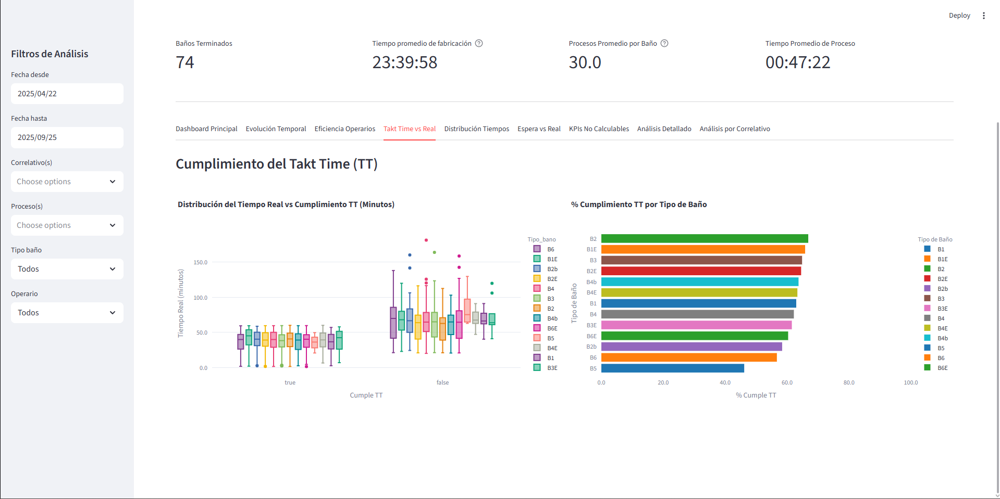 Deploy
Filtros de Análisis
Fecha desde
2025/04/22
Fecha hasta
2025/09/25
Correlativo(s)
Choose options
Proceso(s)
Choose options
Tipo baño
Todos
Operario
Todos
Baños Terminados
74
Tiempo promedio de fabricación
23:39:58
Procesos Promedio por Baño
30.0
Tiempo Promedio de Proceso
00:47:22
Dashboard Principal Evolución Temporal Eficiencia Operarios Takt Time vs Real Distribución Tiempos Espera vs Real KPIs No Calculables Análisis Detallado Análisis por Correlativo
Cumplimiento del Takt Time (TT)
Distribución del Tiempo Real vs Cumplimiento TT (Minutos)
Tiempo Real (minutos)
150.0
100.0
50.0
0.0
true false
Cumple TT
Tipo_bano
B6
B1E
B2b
B2E
B4
B3
B2
B4b
B6E
B5
B4E
B1
B3E
% Cumplimiento TT por Tipo de Baño
Tipo de Baño
B2
B1E
B3
B2E
B4b
B4E
B1
B4
B3E
B6E
B2b
B6
B5
0.0 20.0 40.0 60.0 80.0 100.0
% Cumple TT
Tipo de Baño
B1
B1E
B2
B2E
B2b
B3
B3E
B4
B4E
B4b
B5
B6
B6E